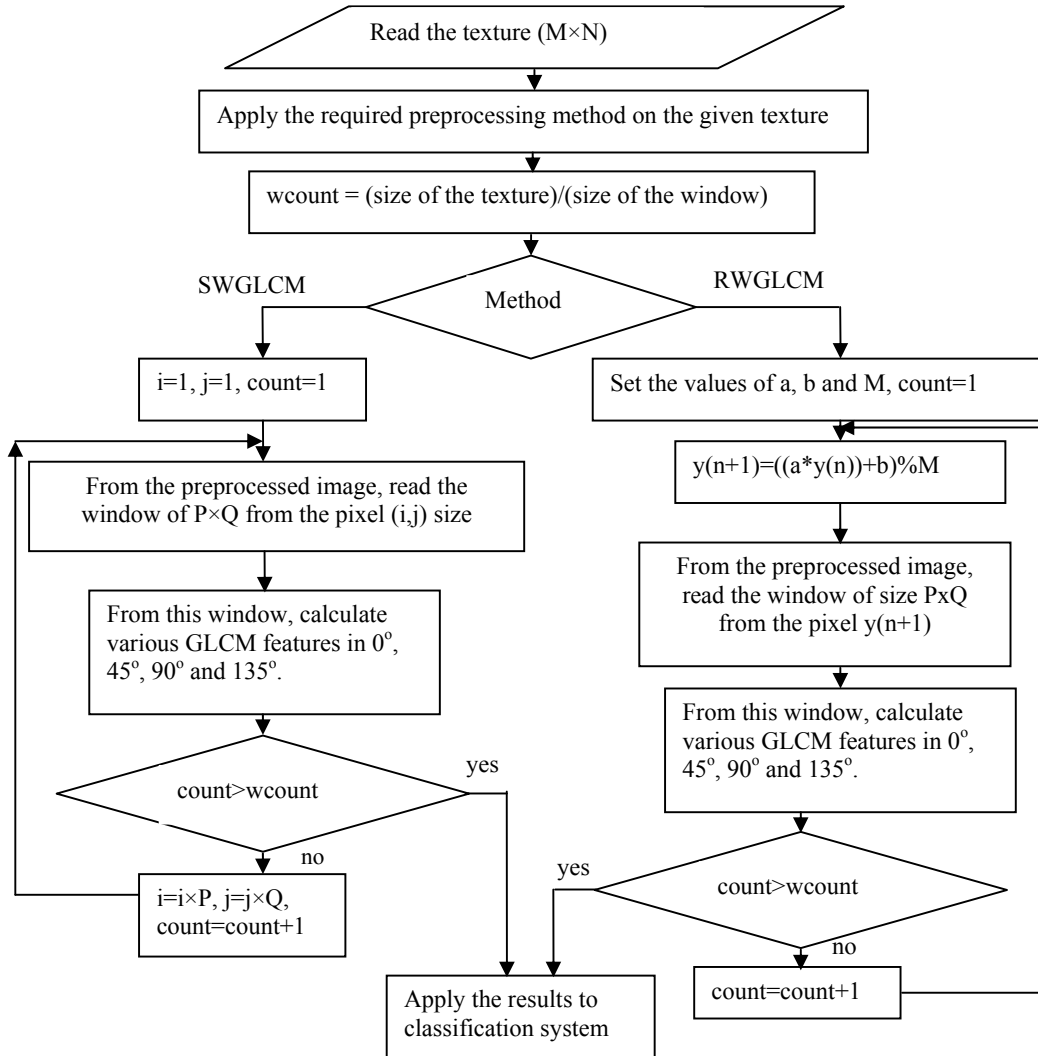 Read the texture (M×N)
Apply the required preprocessing method on the given texture
wcount = (size of the texture)/(size of the window)
SWGLCM
Method
RWGLCM
i=1, j=1, count=1
From the preprocessed image, read the
window of P×Q from the pixel (i,j) size
From this window, calculate
various GLCM features in 0°,
45°, 90° and 135°.
count>wcount
yes
no
i=i×P, j=j×Q,
count=count+1
Set the values of a, b and M, count=1
y(n+1)=((a*y(n))+b)%M
From the preprocessed image,
read the window of size PxQ
from the pixel y(n+1)
From this window, calculate
various GLCM features in 0°,
45°, 90° and 135°.
yes
count>wcount
no
count=count+1
Apply the results to
classification system